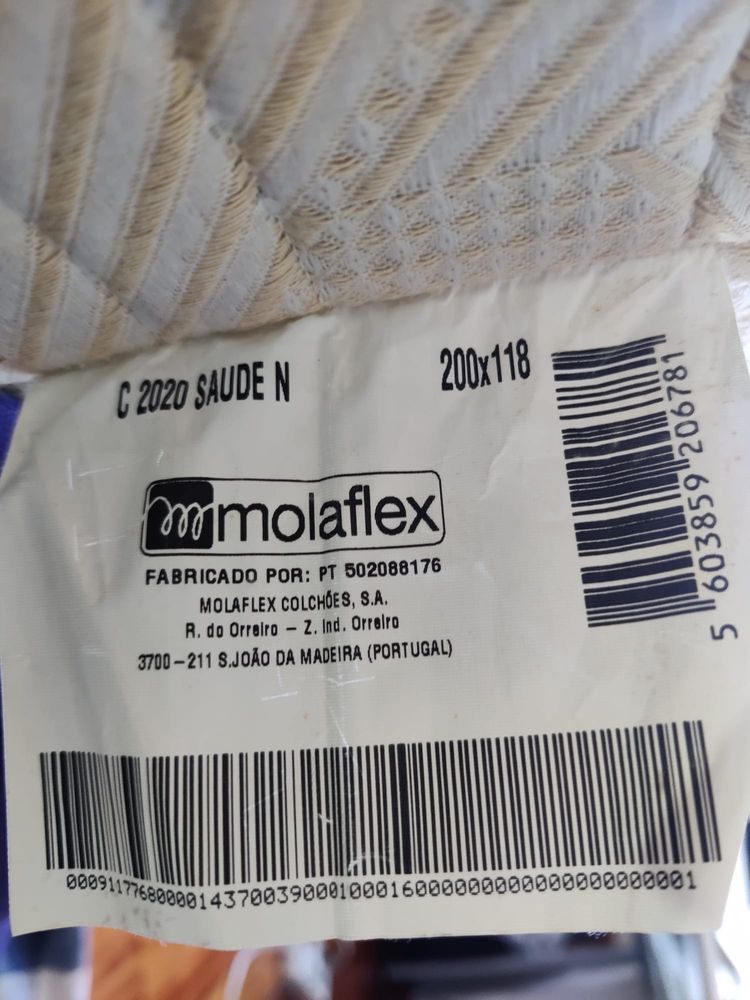 C 2020 SAUDE N
200x118
5 603859 206781
molaflex
FABRICADO POR: PT 502088176
MOLAFLEX COLCHÕES, S.A.
R. do Orreiro – Z. Ind. Orreiro
3700–211 S.JOÃO DA MADEIRA (PORTUGAL)
00091177680000143700390001000160000000000000000000001